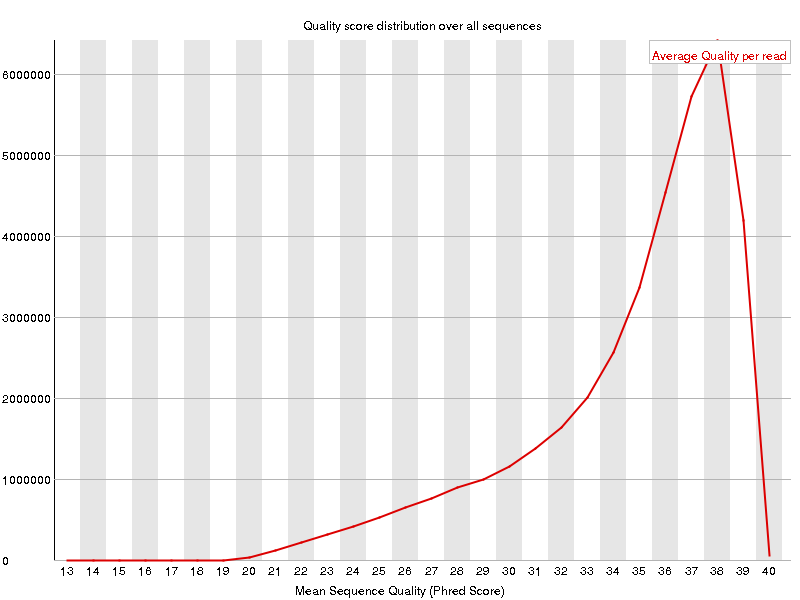 Quality score distribution over all sequences
Average Quality per read
6000000
5000000
4000000
3000000
2000000
1000000
0
13 14 15 16 17 18 19 20 21 22 23 24 25 26 27 28 29 30 31 32 33 34 35 36 37 38 39 40
Mean Sequence Quality (Phred Score)